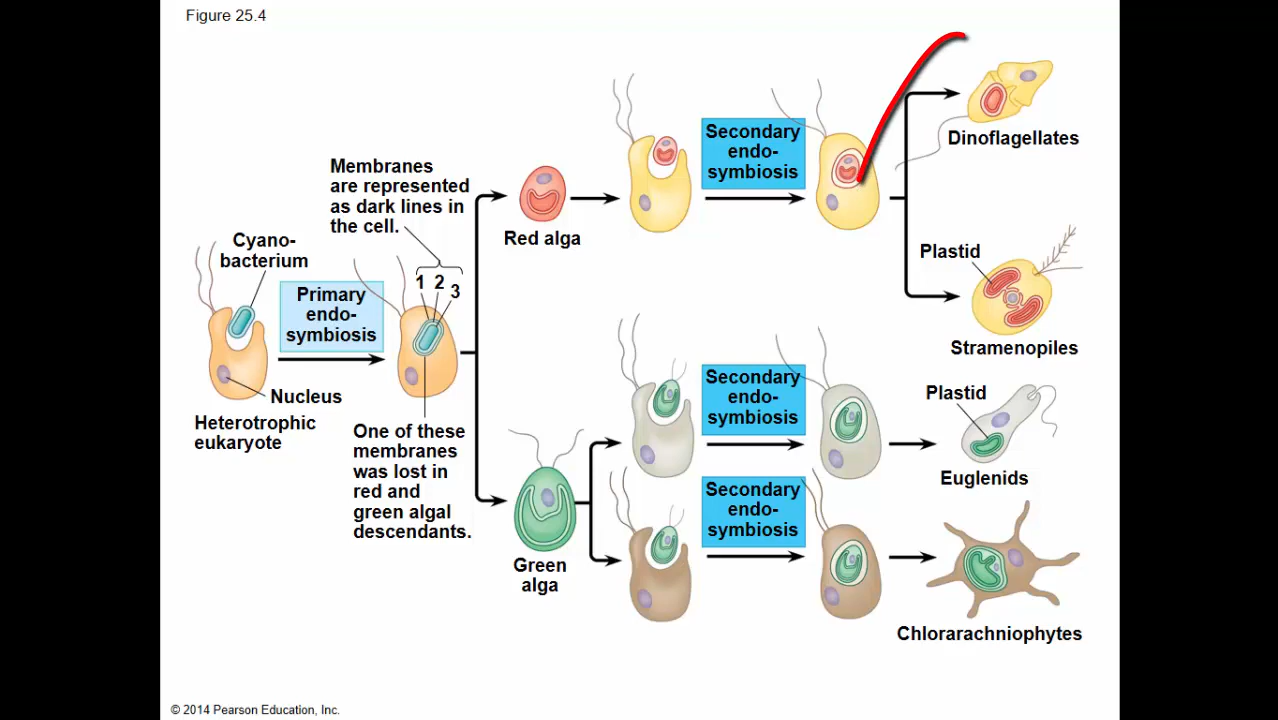 Figure 25.4
Membranes
are represented
as dark lines in
the cell.
Cyano-
bacterium
1 2 3
Primary
endo-
symbiosis
Nucleus
Heterotrophic
eukaryote
One of these
membranes
was lost in
red and
green algal
descendants.
Red alga
Secondary
endo-
symbiosis
Dinoflagellates
Plastid
Stramenopiles
Green
alga
Secondary
endo-
symbiosis
Plastid
Euglenids
Secondary
endo-
symbiosis
Chlorarachniophytes
© 2014 Pearson Education, Inc.